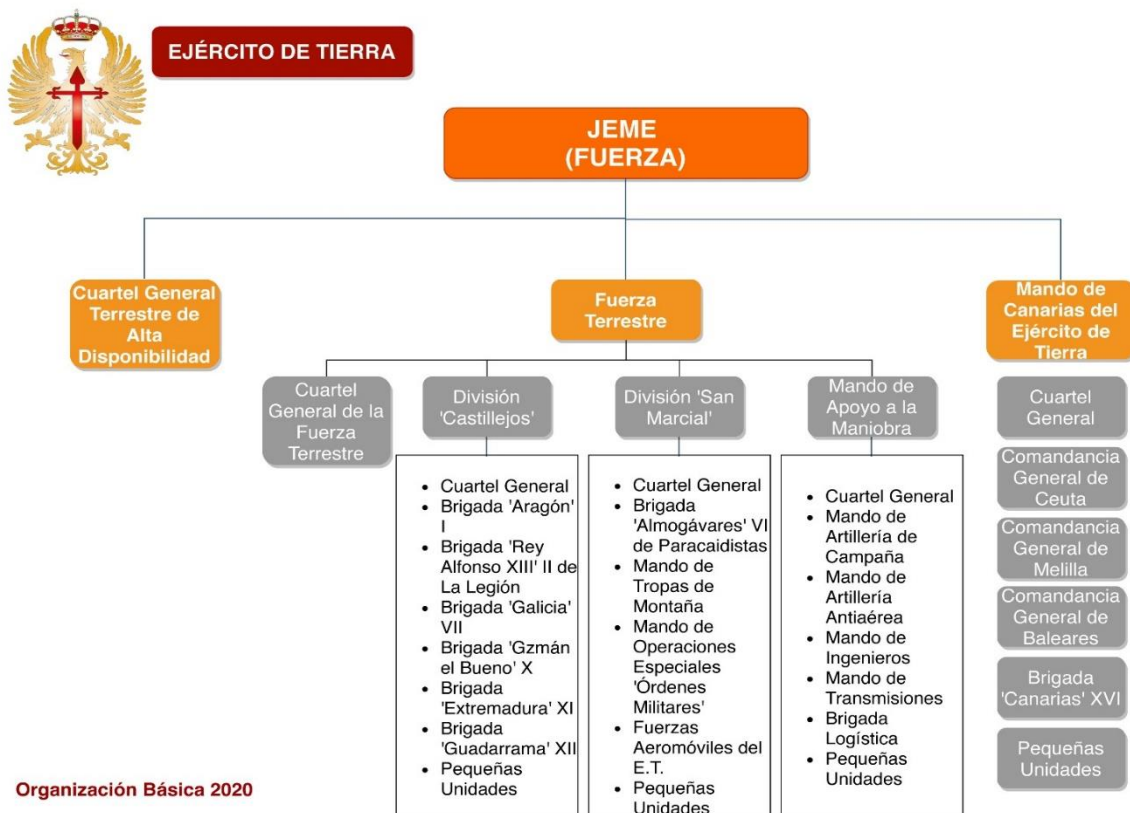 EJÉRCITO DE TIERRA
JEME
(FUERZA)
Cuartel General
Terrestre de
Alta
Disponibilidad
Fuerza
Terrestre
Mando de
Canarias del
Ejército de
Tierra
Cuartel
General de la
Fuerza
Terrestre
División
'Castillejos'
División 'San
Marcial'
Mando de
Apoyo a la
Maniobra
• Cuartel General
• Brigada 'Aragón'
I
• Brigada 'Rey
Alfonso XIII' II de
La Legión
• Brigada 'Galicia'
VII
• Brigada 'Gzmán
el Bueno' X
• Brigada
'Extremadura' XI
• Brigada
'Guadarrama' XII
• Pequeñas
Unidades
• Cuartel General
• Brigada
'Almogávares' VI
de Paracaidistas
• Mando de
Tropas de
Montaña
• Mando de
Operaciones
Especiales
'Órdenes
Militares'
• Fuerzas
Aeromóviles del
E.T.
• Pequeñas
Unidades
• Cuartel General
• Mando de
Artillería de
Campaña
• Mando de
Artillería
Antiaérea
• Mando de
Ingenieros
• Mando de
Transmisiones
• Brigada
Logística
• Pequeñas
Unidades
Cuartel
General
Comandancia
General de
Ceuta
Comandancia
General de
Melilla
Comandancia
General de
Baleares
Brigada
'Canarias' XVI
Pequeñas
Unidades
Organización Básica 2020